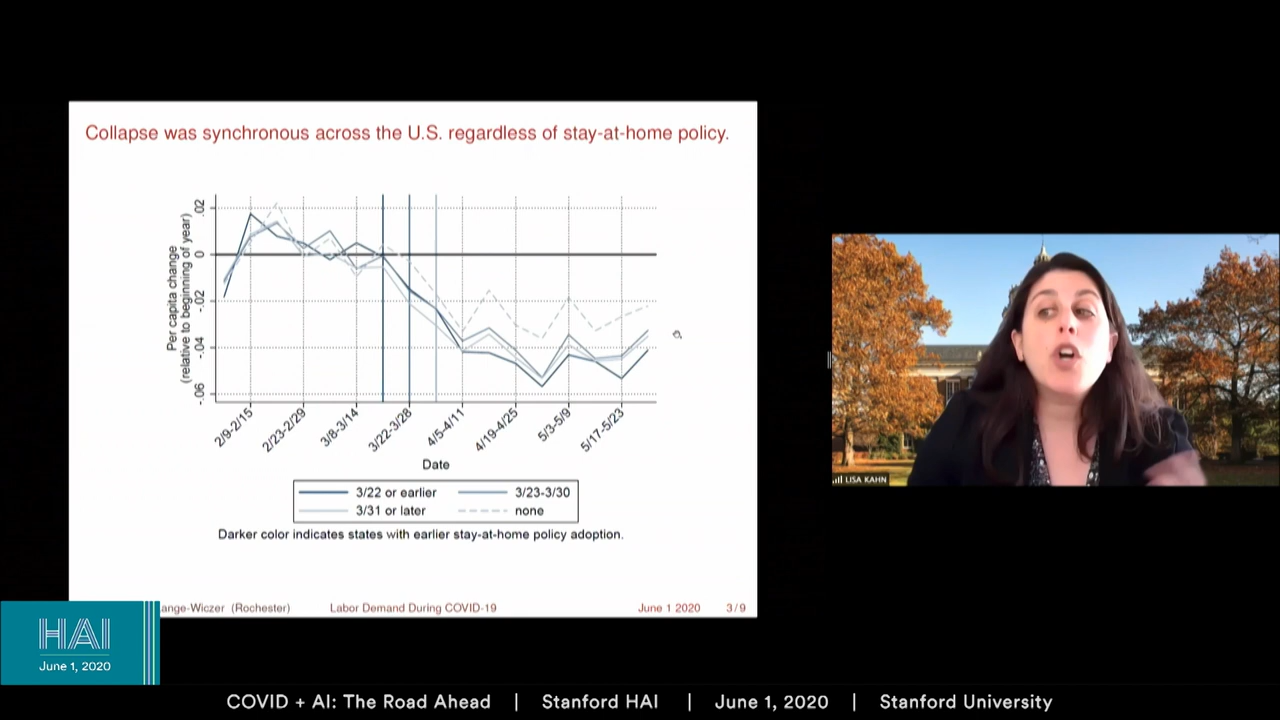 Collapse was synchronous across the U.S. regardless of stay-at-home policy.
Per capita change
(relative to beginning of year)
.02
0
-.02
-.04
-.06
2/9-2/15
2/23-2/29
3/8-3/14
3/22-3/28
4/5-4/11
4/19-4/25
5/3-5/9
5/17-5/23
Date
3/22 or earlier
3/23-3/30
3/31 or later
none
Darker color indicates states with earlier stay-at-home policy adoption.
ange-Wiczer (Rochester)
Labor Demand During COVID-19
June 1 2020
3/9
LISA KAHN
HAI
June 1, 2020
COVID + AI: The Road Ahead | Stanford HAI | June 1, 2020 | Stanford University